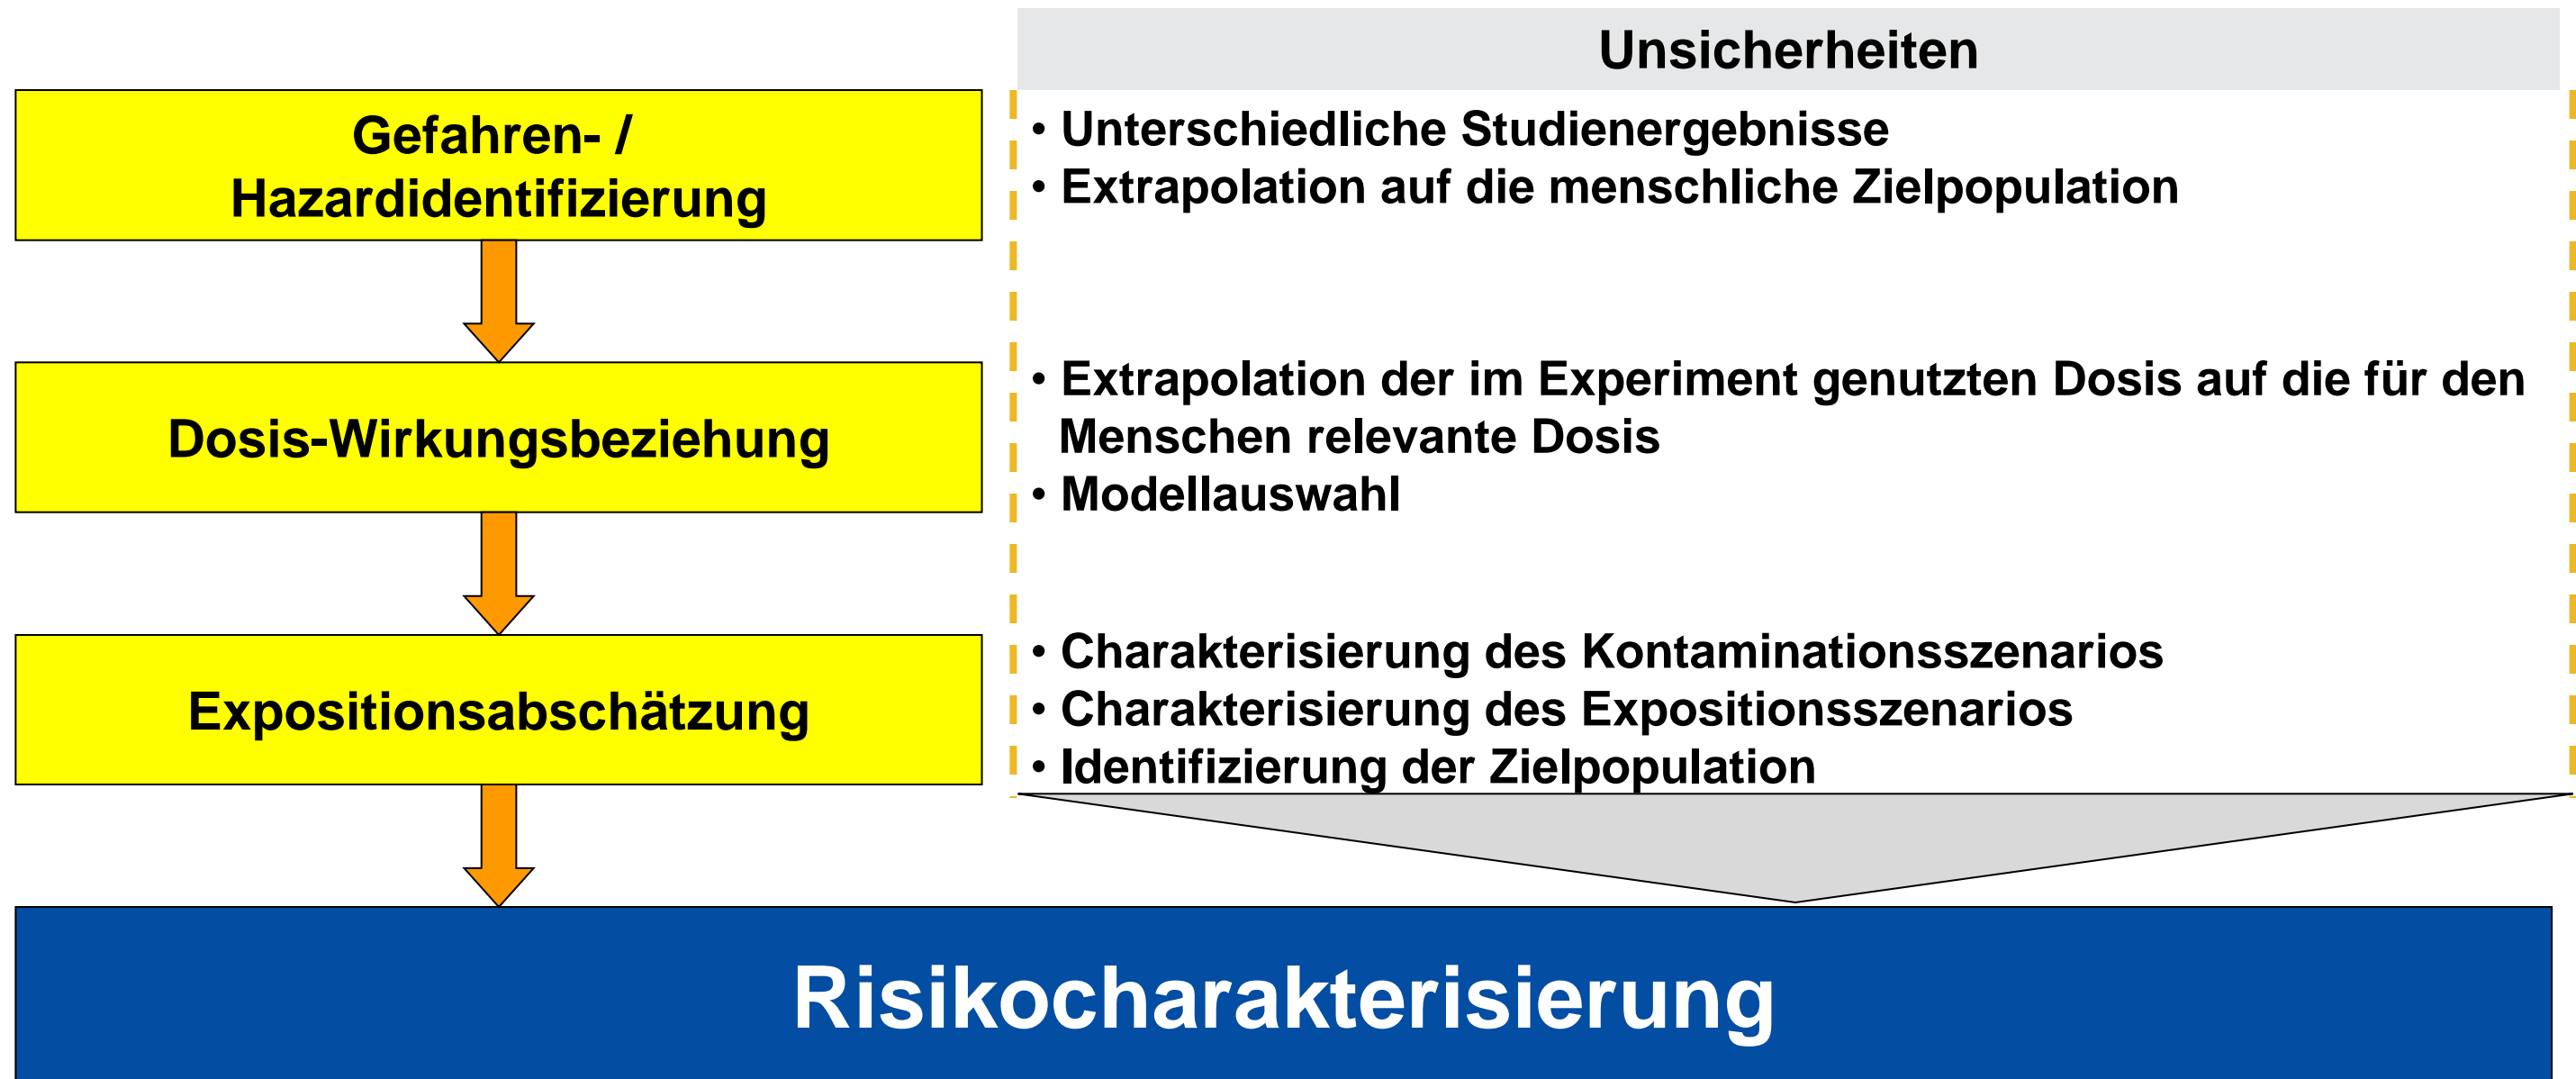 Unsicherheiten
Gefahren- /
Hazardidentifizierung
• Unterschiedliche Studienergebnisse
• Extrapolation auf die menschliche Zielpopulation
Dosis-Wirkungsbeziehung
• Extrapolation der im Experiment genutzten Dosis auf die für den
Menschen relevante Dosis
• Modellauswahl
Expositionsabschätzung
• Charakterisierung des Kontaminationsszenarios
• Charakterisierung des Expositionsszenarios
• Identifizierung der Zielpopulation
Risikocharakterisierung